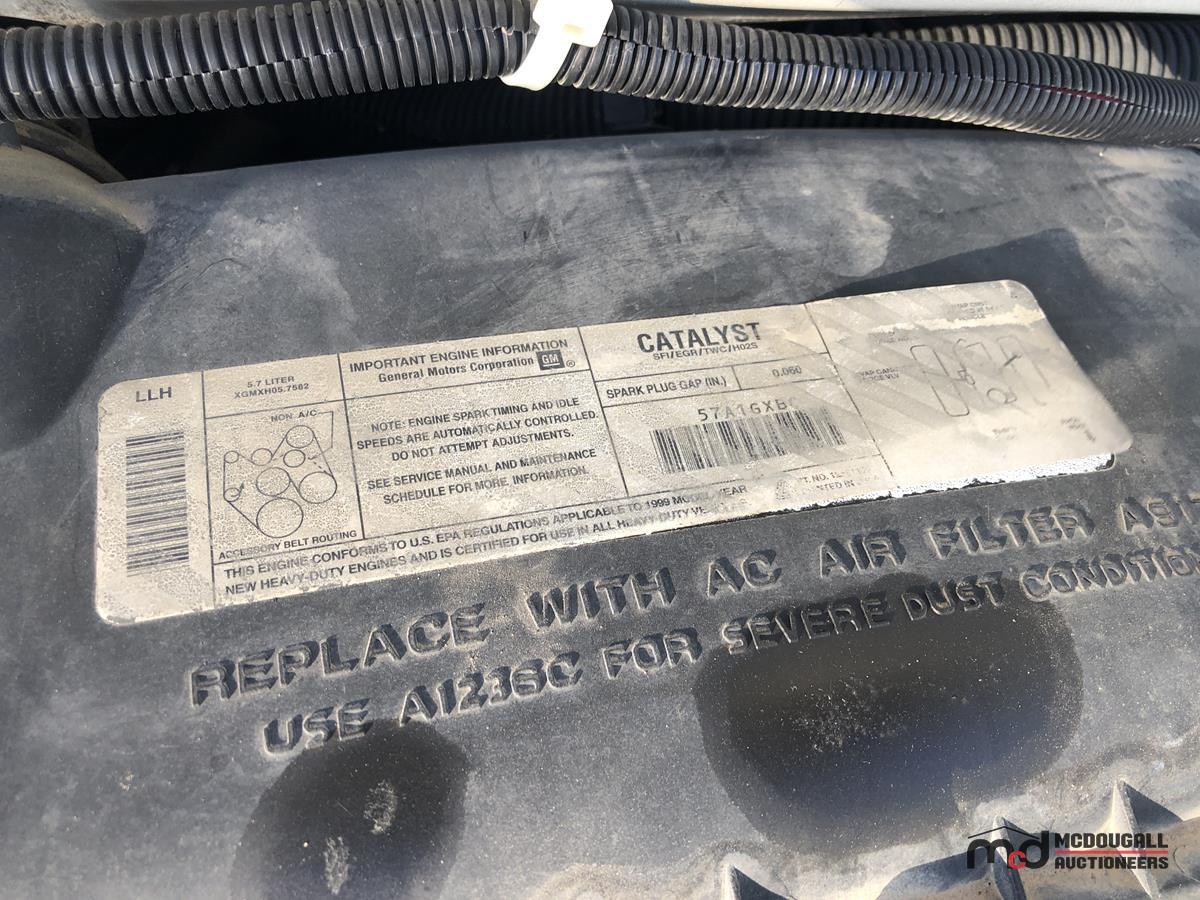 LLH
5.7 LITER
XGMXH05.7582
NON A/C
ACCESSORY BELT ROUTING
IMPORTANT ENGINE INFORMATION
General Motors Corporation GM ®
NOTE: ENGINE SPARK TIMING AND IDLE
SPEEDS ARE AUTOMATICALLY CONTROLLED.
DO NOT ATTEMPT ADJUSTMENTS.
SEE SERVICE MANUAL AND MAINTENANCE
SCHEDULE FOR MORE INFORMATION.
CATALYST
SFI/EGR/TWC/HO2S
SPARK PLUG GAP (IN.) 0.060
57A1GXB
THIS ENGINE CONFORMS TO U.S. EPA REGULATIONS APPLICABLE TO 1999 MODEL YEAR
NEW HEAVY-DUTY ENGINES AND IS CERTIFIED FOR USE IN ALL HEAVY-DUTY
REPLACE WITH AC AIR FILTER
USE A1236C FOR SEVERE DUST
mcd MCDOUGALL
AUCTIONEERS